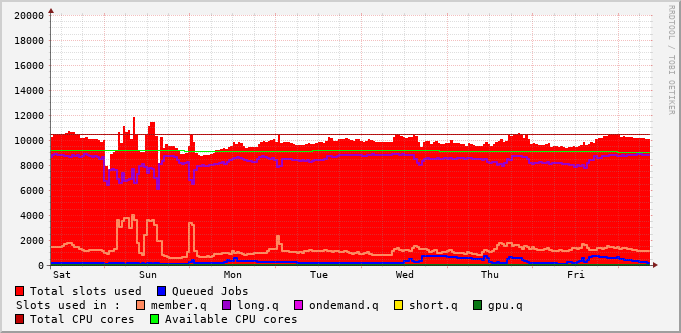 RRDTOOL / TOBI OETIKER
20000
18000
16000
14000
12000
10000
8000
6000
4000
2000
0
Sat Sun Mon Tue Wed Thu Fri
Total slots used Queued Jobs
Slots used in : member.q long.q ondemand.q short.q gpu.q
Total CPU cores Available CPU cores